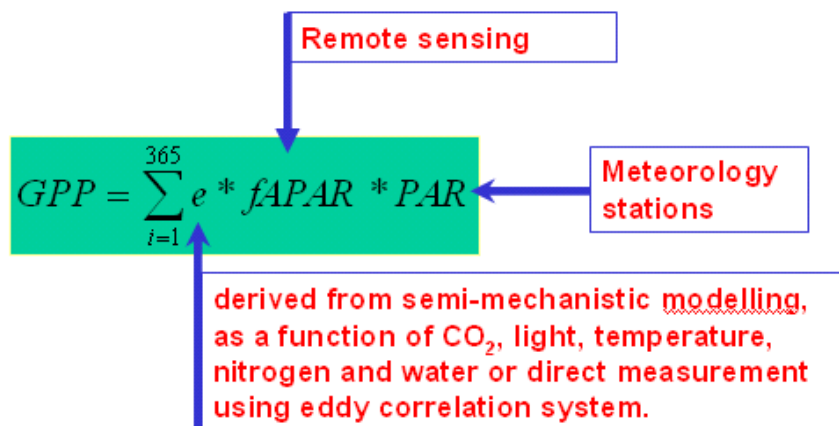 Remote sensing
GPP = \sum_{i=1}^{365} e * fAPAR * PAR
Meteorology
stations
derived from semi-mechanistic modelling,
as a function of CO₂, light, temperature,
nitrogen and water or direct measurement
using eddy correlation system.